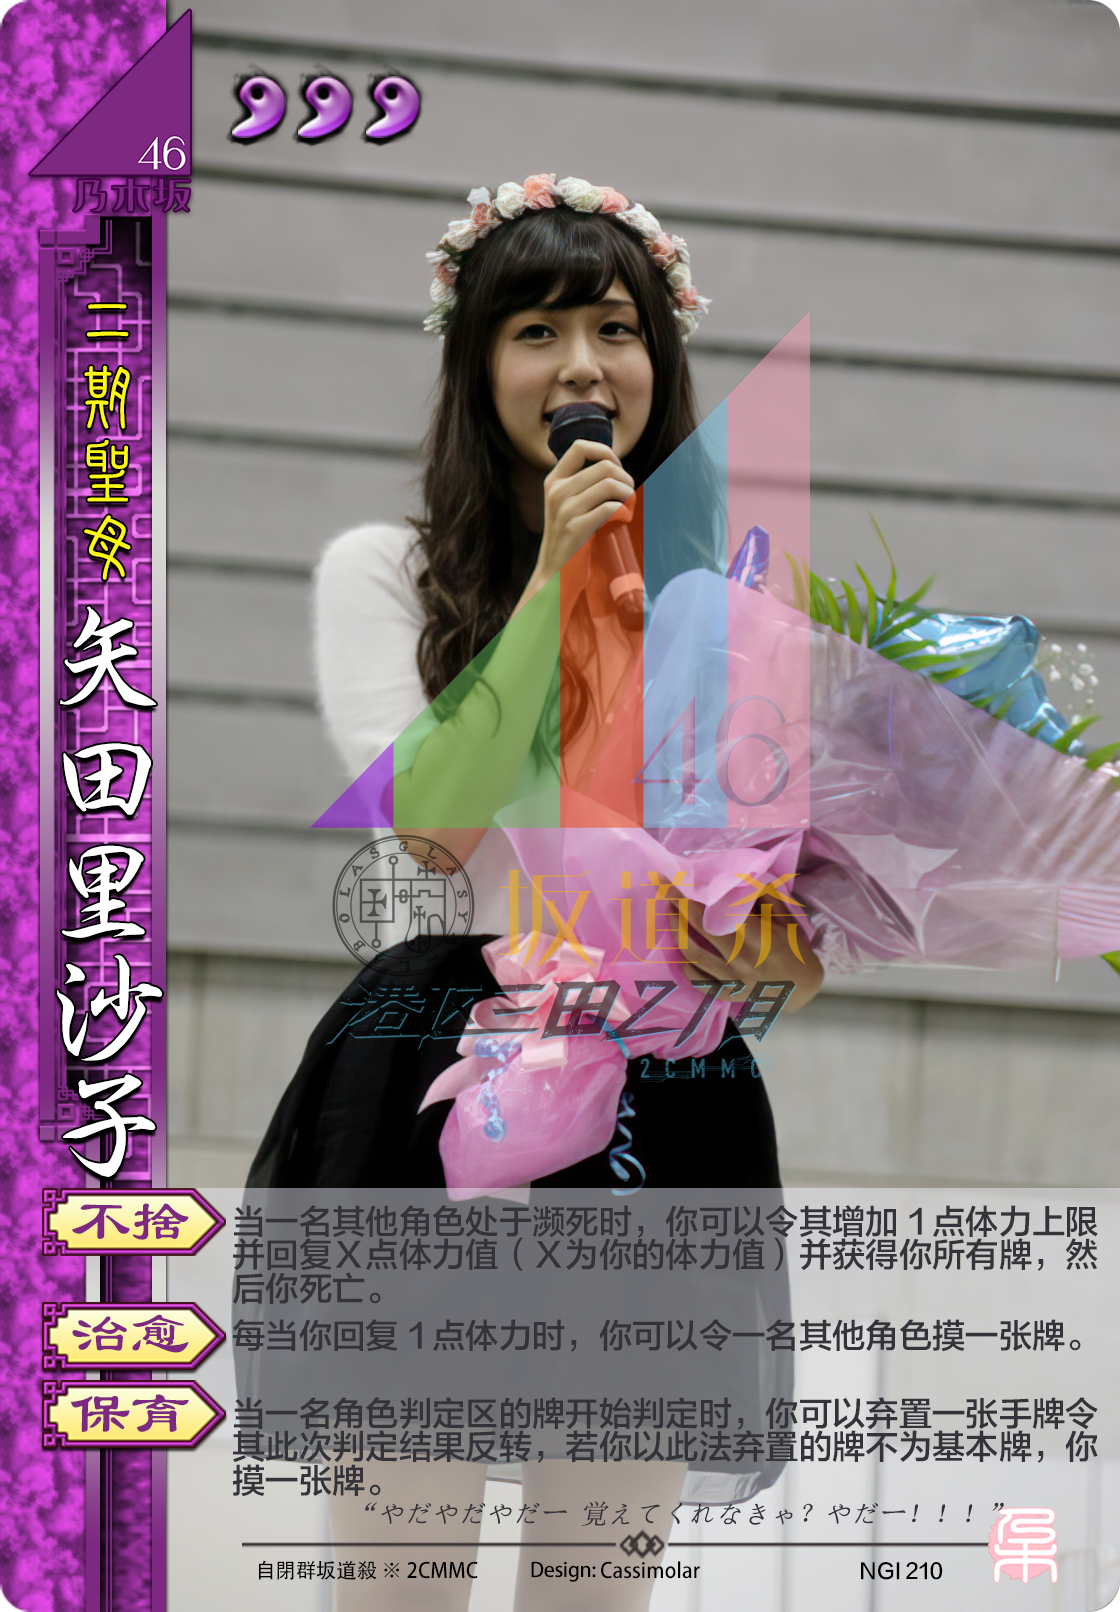 46
乃木坂
二期聖母
矢田里沙子
46
BOLASGLASY
坂道杀
港区三田乙丁目
2CMMC
不捨
当一名其他角色处于濒死时，你可以令其增加1点体力上限
并回复X点体力值（X为你的体力值）并获得你所有牌，然
后你死亡。
治愈
每当你回复1点体力时，你可以令一名其他角色摸一张牌。
保育
当一名角色判定区的牌开始判定时，你可以弃置一张手牌令
其此次判定结果反转，若你以此法弃置的牌不为基本牌，你
摸一张牌。
“やだやだやだー 覚えてくれなきゃ？やだー！！！”
自閉群坂道殺 ※ 2CMMC
Design: Cassimolar
NGI 210